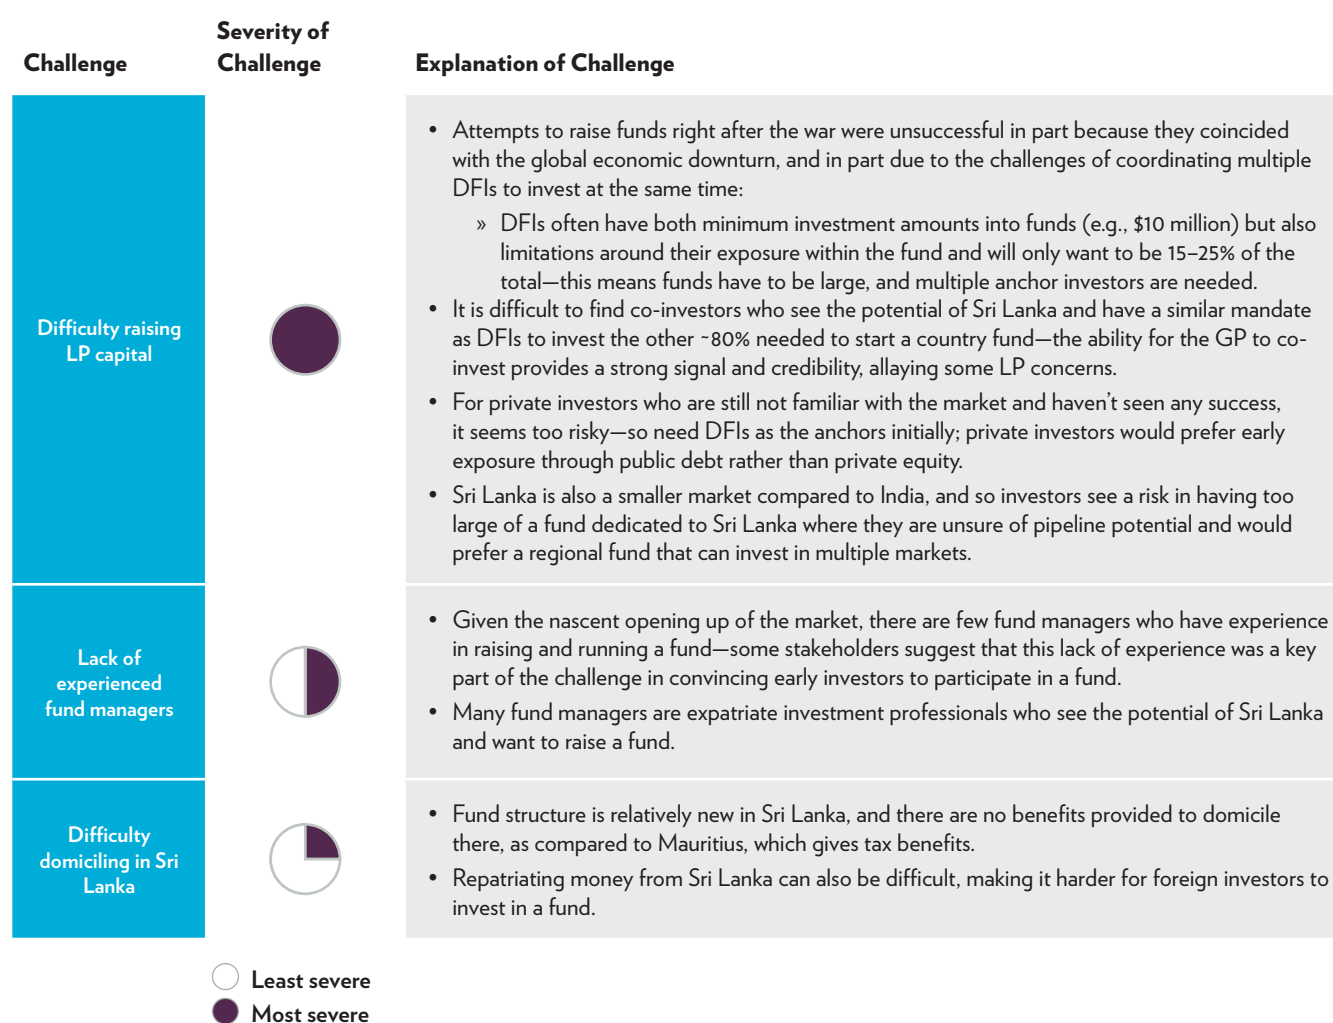 Challenge
Severity of
Challenge
Explanation of Challenge
Difficulty raising
LP capital
• Attempts to raise funds right after the war were unsuccessful in part because they coincided
with the global economic downturn, and in part due to the challenges of coordinating multiple
DFIs to invest at the same time:
» DFIs often have both minimum investment amounts into funds (e.g., $10 million) but also
limitations around their exposure within the fund and will only want to be 15–25% of the
total—this means funds have to be large, and multiple anchor investors are needed.
• It is difficult to find co-investors who see the potential of Sri Lanka and have a similar mandate
as DFIs to invest the other ~80% needed to start a country fund—the ability for the GP to co-
invest provides a strong signal and credibility, allaying some LP concerns.
• For private investors who are still not familiar with the market and haven't seen any success,
it seems too risky—so need DFIs as the anchors initially; private investors would prefer early
exposure through public debt rather than private equity.
• Sri Lanka is also a smaller market compared to India, and so investors see a risk in having too
large of a fund dedicated to Sri Lanka where they are unsure of pipeline potential and would
prefer a regional fund that can invest in multiple markets.
Lack of
experienced
fund managers
• Given the nascent opening up of the market, there are few fund managers who have experience
in raising and running a fund—some stakeholders suggest that this lack of experience was a key
part of the challenge in convincing early investors to participate in a fund.
• Many fund managers are expatriate investment professionals who see the potential of Sri Lanka
and want to raise a fund.
Difficulty
domiciling in Sri
Lanka
• Fund structure is relatively new in Sri Lanka, and there are no benefits provided to domicile
there, as compared to Mauritius, which gives tax benefits.
• Repatriating money from Sri Lanka can also be difficult, making it harder for foreign investors to
invest in a fund.
Least severe
Most severe